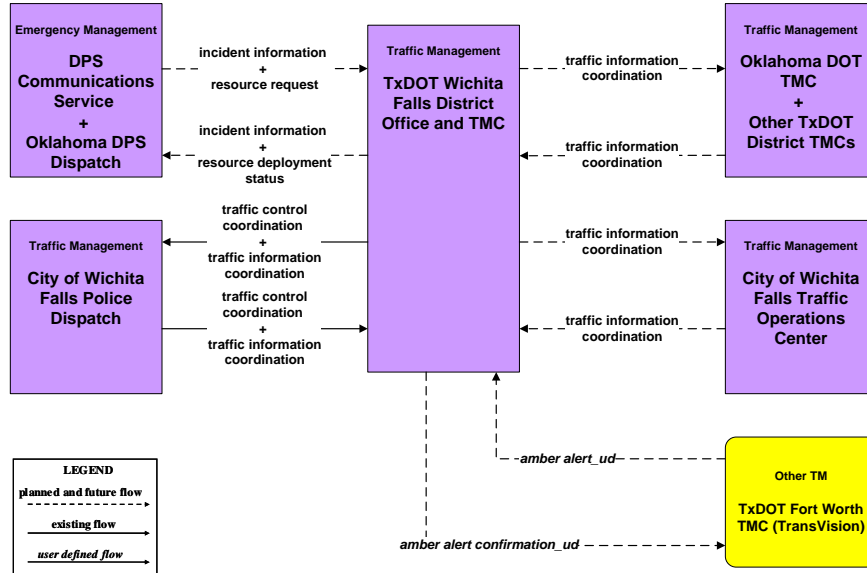 Emergency Management
DPS
Communications
Service
+
Oklahoma DPS
Dispatch
incident information
+
resource request
incident information
+
resource deployment
status
Traffic Management
TxDOT Wichita
Falls District
Office and TMC
traffic information
coordination
traffic information
coordination
Traffic Management
Oklahoma DOT
TMC
+
Other TxDOT
District TMCs
Traffic Management
City of Wichita
Falls Police
Dispatch
traffic control
coordination
+
traffic information
coordination
traffic control
coordination
+
traffic information
coordination
traffic information
coordination
traffic information
coordination
Traffic Management
City of Wichita
Falls Traffic
Operations
Center
LEGEND
planned and future flow
existing flow
user defined flow
amber alert_ud
amber alert confirmation_ud
Other TM
TxDOT Fort Worth
TMC (TransVision)